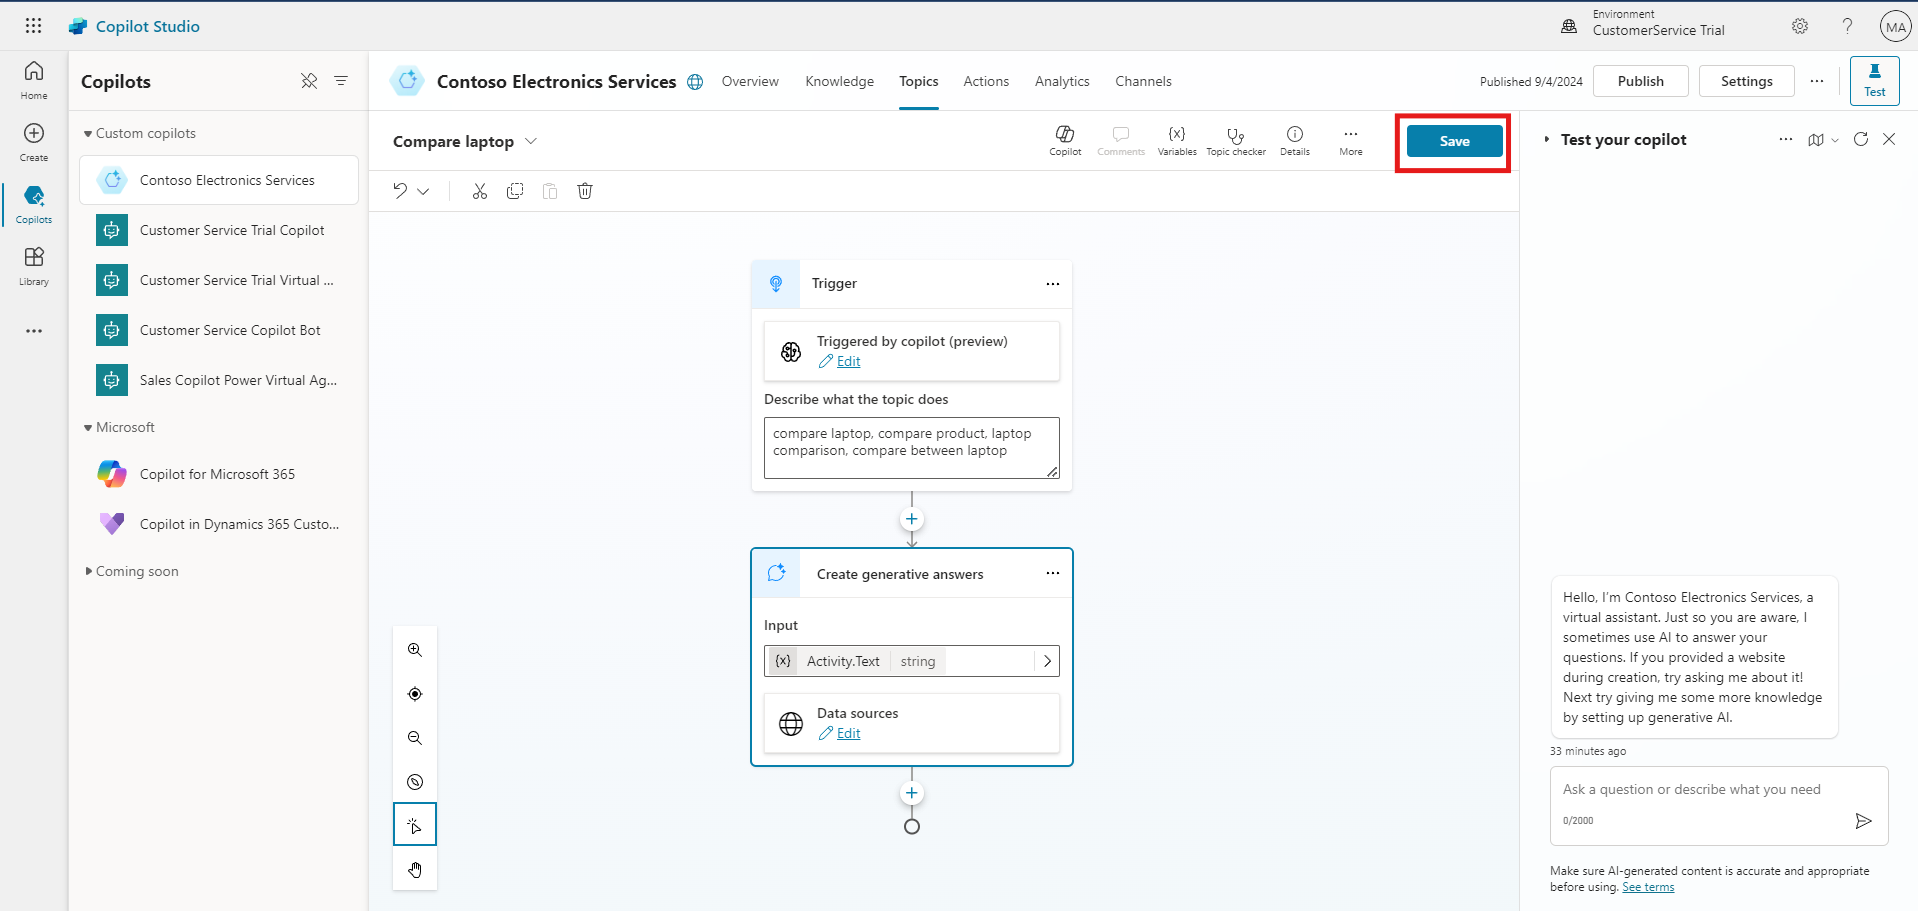 Copilot Studio
Environment
CustomerService Trial
?
MA
Home
Create
Copilots
Library
Copilots
Custom copilots
Contoso Electronics Services
Customer Service Trial Copilot
Customer Service Trial Virtual ...
Customer Service Copilot Bot
Sales Copilot Power Virtual Ag...
Microsoft
Copilot for Microsoft 365
Copilot in Dynamics 365 Custo...
Coming soon
Contoso Electronics Services
Overview
Knowledge
Topics
Actions
Analytics
Channels
Published 9/4/2024
Publish
Settings
Test
Compare laptop
Copilot
Comments
{x}
Variables
Topic checker
Details
More
Save
Trigger
Triggered by copilot (preview)
Edit
Describe what the topic does
compare laptop, compare product, laptop
comparison, compare between laptop
Create generative answers
Input
{x} Activity.Text string
Data sources
Edit
Test your copilot
Hello, I'm Contoso Electronics Services, a
virtual assistant. Just so you are aware, I
sometimes use AI to answer your
questions. If you provided a website
during creation, try asking me about it!
Next try giving me some more knowledge
by setting up generative AI.
33 minutes ago
Ask a question or describe what you need
0/2000
Make sure AI-generated content is accurate and appropriate
before using. See terms